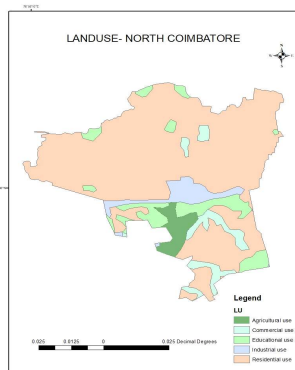 LANDUSE- NORTH COIMBATORE
N
Legend
LU
Agricultural use
Commercial use
Educational use
Industrial use
Residential use
0.025 0.0125 0 0.025 Decimal Degrees